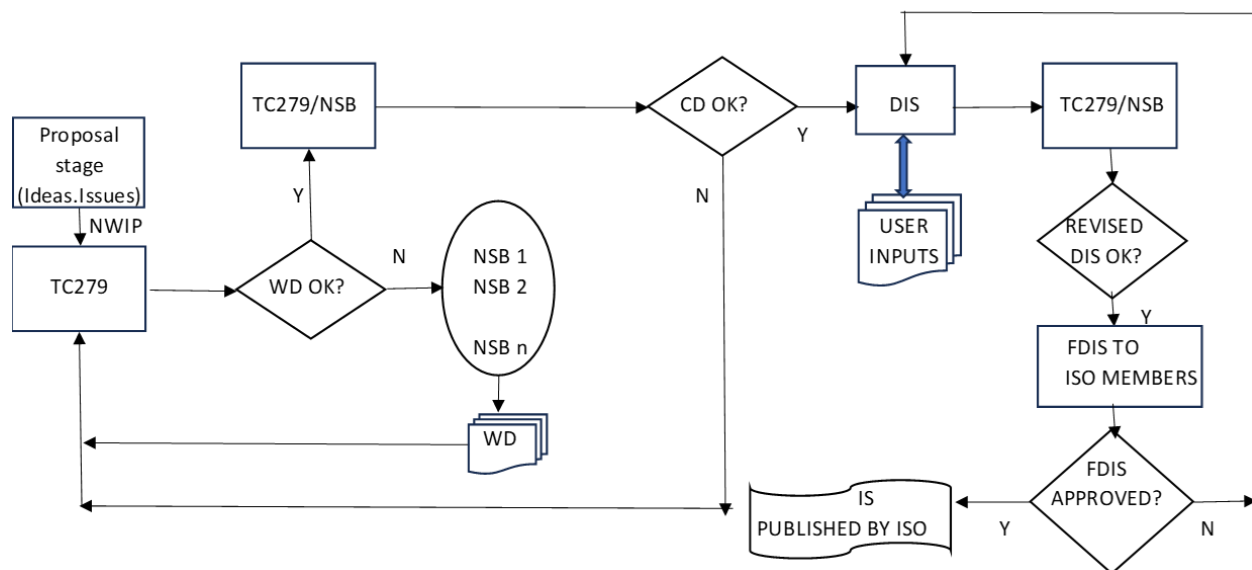 Proposal
stage
(Ideas.Issues)
NWIP
TC279
WD OK?
Y
N
TC279/NSB
NSB 1
NSB 2
NSB n
WD
CD OK?
Y
N
DIS
USER
INPUTS
TC279/NSB
REVISED
DIS OK?
Y
FDIS TO
ISO MEMBERS
FDIS
APPROVED?
Y
N
IS
PUBLISHED BY ISO